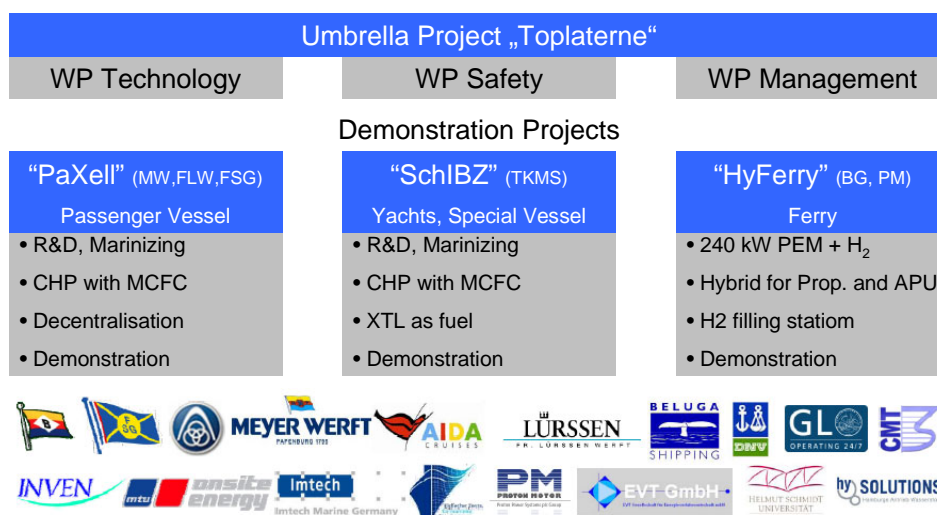 Umbrella Project „Toplaterne“
WP Technology
WP Safety
WP Management
Demonstration Projects
“PaXell” (MW,FLW,FSG)
Passenger Vessel
• R&D, Marinizing
• CHP with MCFC
• Decentralisation
• Demonstration
“SchIBZ” (TKMS)
Yachts, Special Vessel
• R&D, Marinizing
• CHP with MCFC
• XTL as fuel
• Demonstration
“HyFerry” (BG, PM)
Ferry
• 240 kW PEM + H2
• Hybrid for Prop. and APU
• H2 filling statiom
• Demonstration
B
F
SG
MEYER WERFT
PAPENBURG 1795
AIDA
CRUISES
LÜRSSEN
FR. LÜRSSEN WERFT
BELUGA
SHIPPING
DNV
GL
OPERATING 24/7
CMT
INVEN
mtu
onsite
energy
Imtech
Imtech Marine Germany
PM
PROTON MOTOR
EVT GmbH
HELMUT SCHMIDT
UNIVERSITÄT
hySOLUTIONS